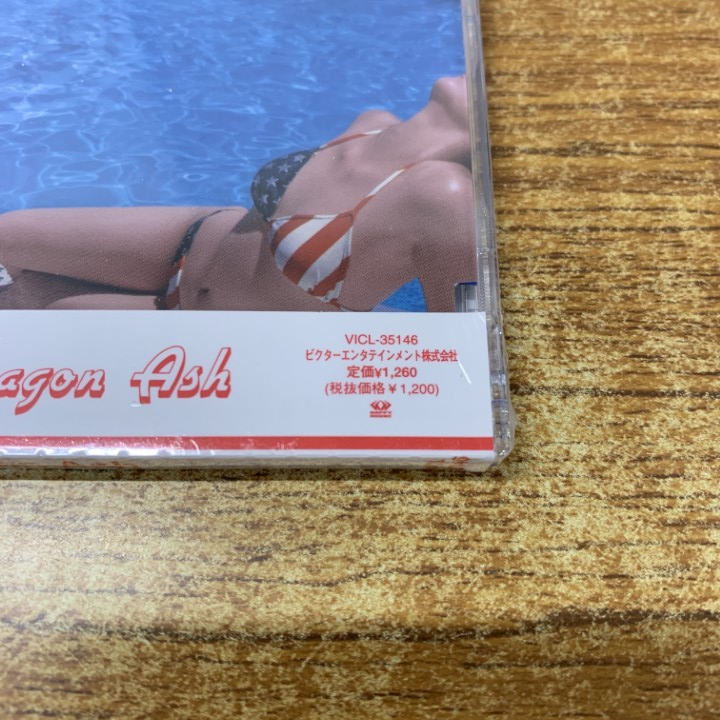 agon Ash
VICL-35146
ビクターエンタテインメント株式会社
定価¥1,260
(税抜価格¥1,200)